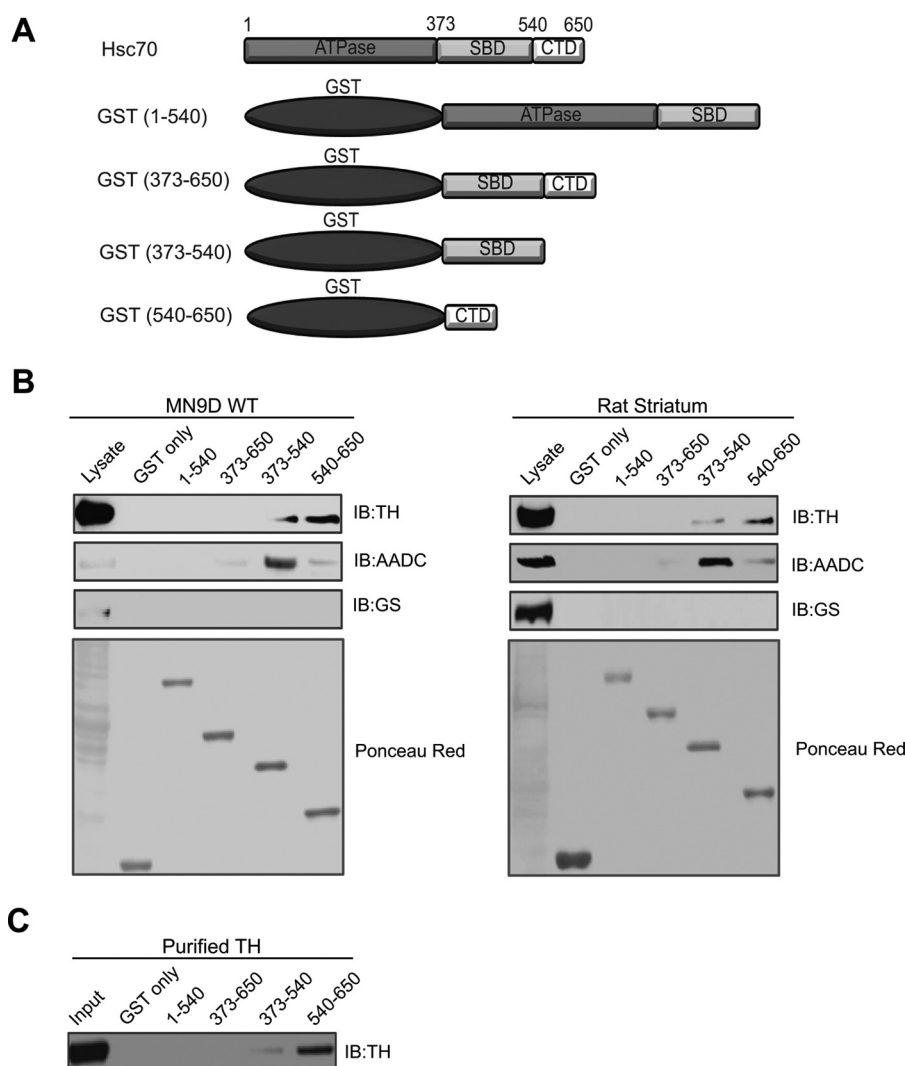 A
1 373 540 650
Hsc70 ATPase SBD CTD
GST
GST (1-540) ATPase SBD
GST
GST (373-650) SBD CTD
GST
GST (373-540) SBD
GST
GST (540-650) CTD
B
MN9D WT
Lysate GST only 1-540 373-650 373-540 540-650
IB:TH
IB:AADC
IB:GS
Ponceau Red
Rat Striatum
Lysate GST only 1-540 373-650 373-540 540-650
IB:TH
IB:AADC
IB:GS
Ponceau Red
C
Purified TH
Input GST only 1-540 373-650 373-540 540-650
IB:TH